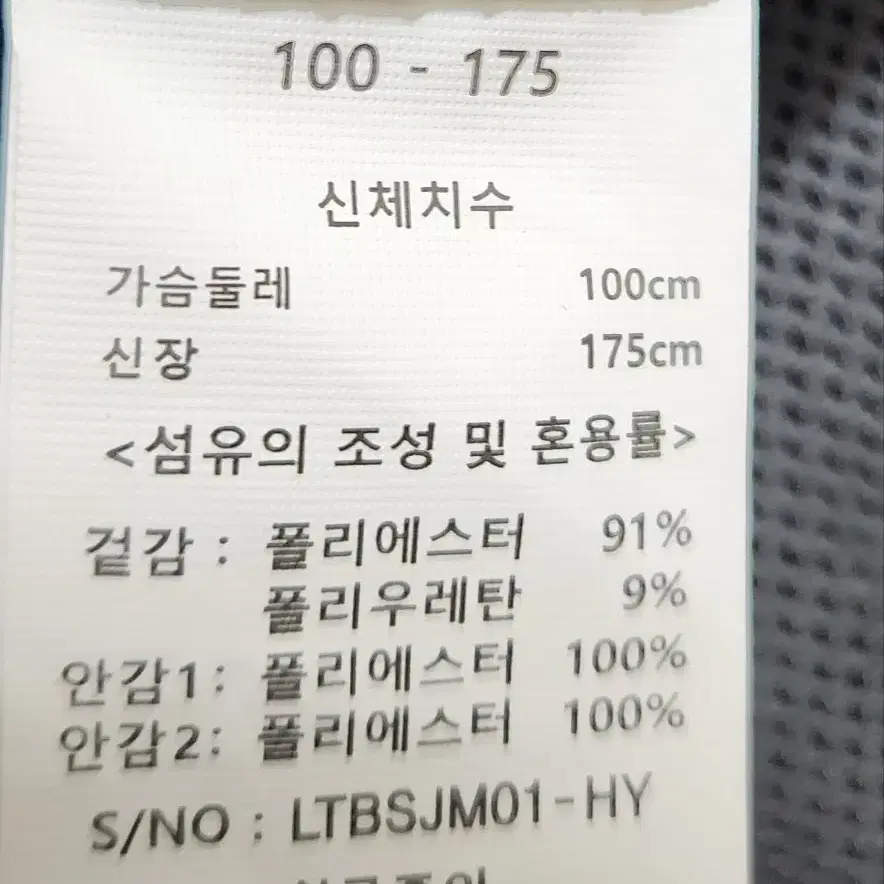 100 - 175
신체치수
가슴둘레 100cm
신장 175cm
<섬유의 조성 및 혼용률>
겉감 : 폴리에스터 91%
폴리우레탄 9%
안감1: 폴리에스터 100%
안감2: 폴리에스터 100%
S/NO : LTBSJM01-HY